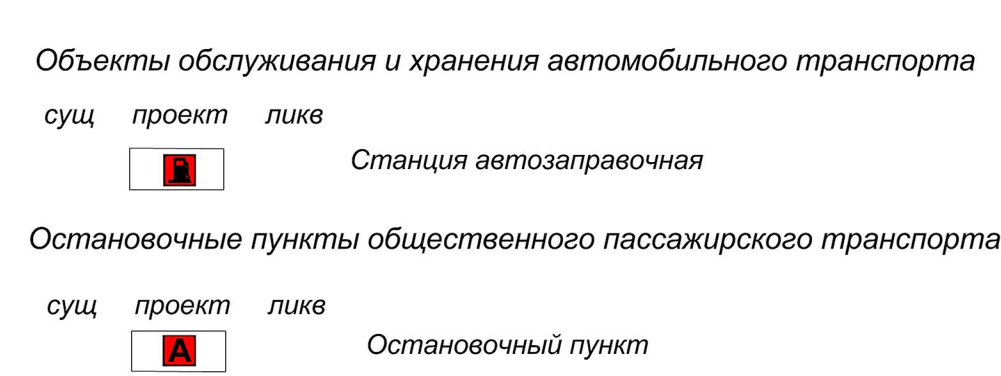 Объекты обслуживания и хранения автомобильного транспорта
сущ проект ликв
Станция автозаправочная
Остановочные пункты общественного пассажирского транспорта
сущ проект ликв
А Остановочный пункт